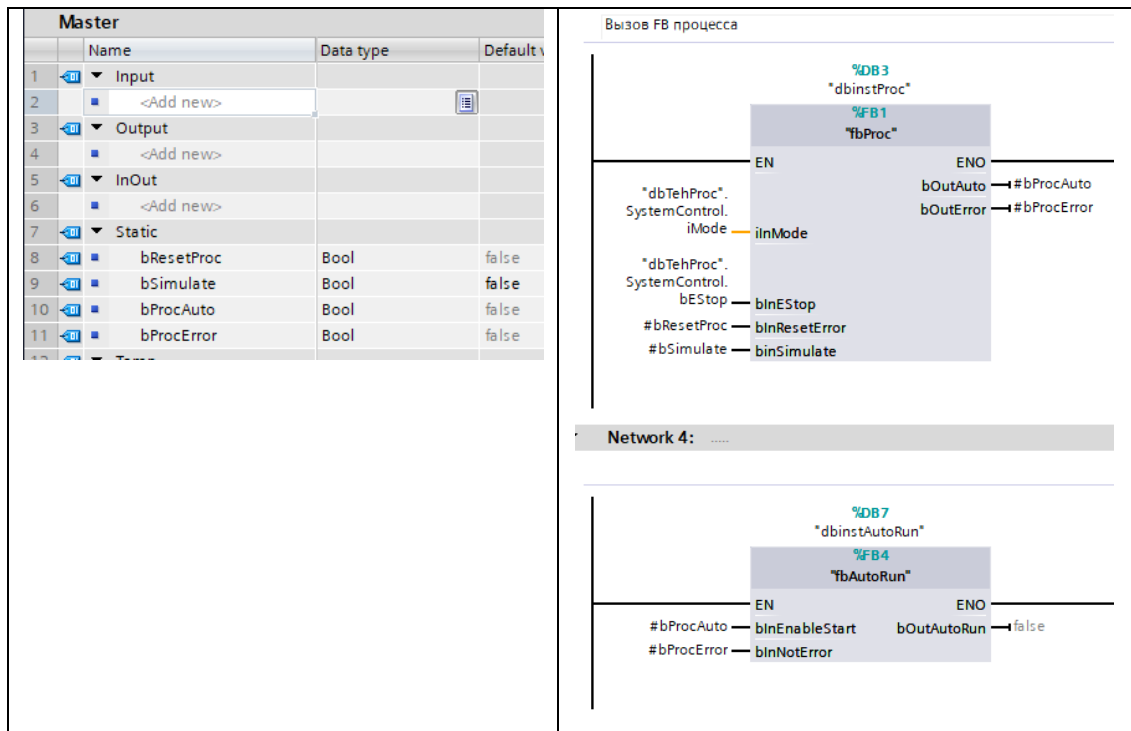 Master
Name Data type Default v
1 Input
2 <Add new>
3 Output
4 <Add new>
5 InOut
6 <Add new>
7 Static
8 bResetProc Bool false
9 bSimulate Bool false
10 bProcAuto Bool false
11 bProcError Bool false
Вызов FB процесса
%DB3
"dbinstProc"
%FB1
"fbProc"
EN ENO
bOutAuto #bProcAuto
bOutError #bProcError
"dbTehProc".
SystemControl.
iMode iInMode
"dbTehProc".
SystemControl.
bEStop bInEStop
#bResetProc bInResetError
#bSimulate binSimulate
Network 4: .....
%DB7
"dbinstAutoRun"
%FB4
"fbAutoRun"
EN ENO
#bProcAuto bInEnableStart bOutAutoRun false
#bProcError bInNotError